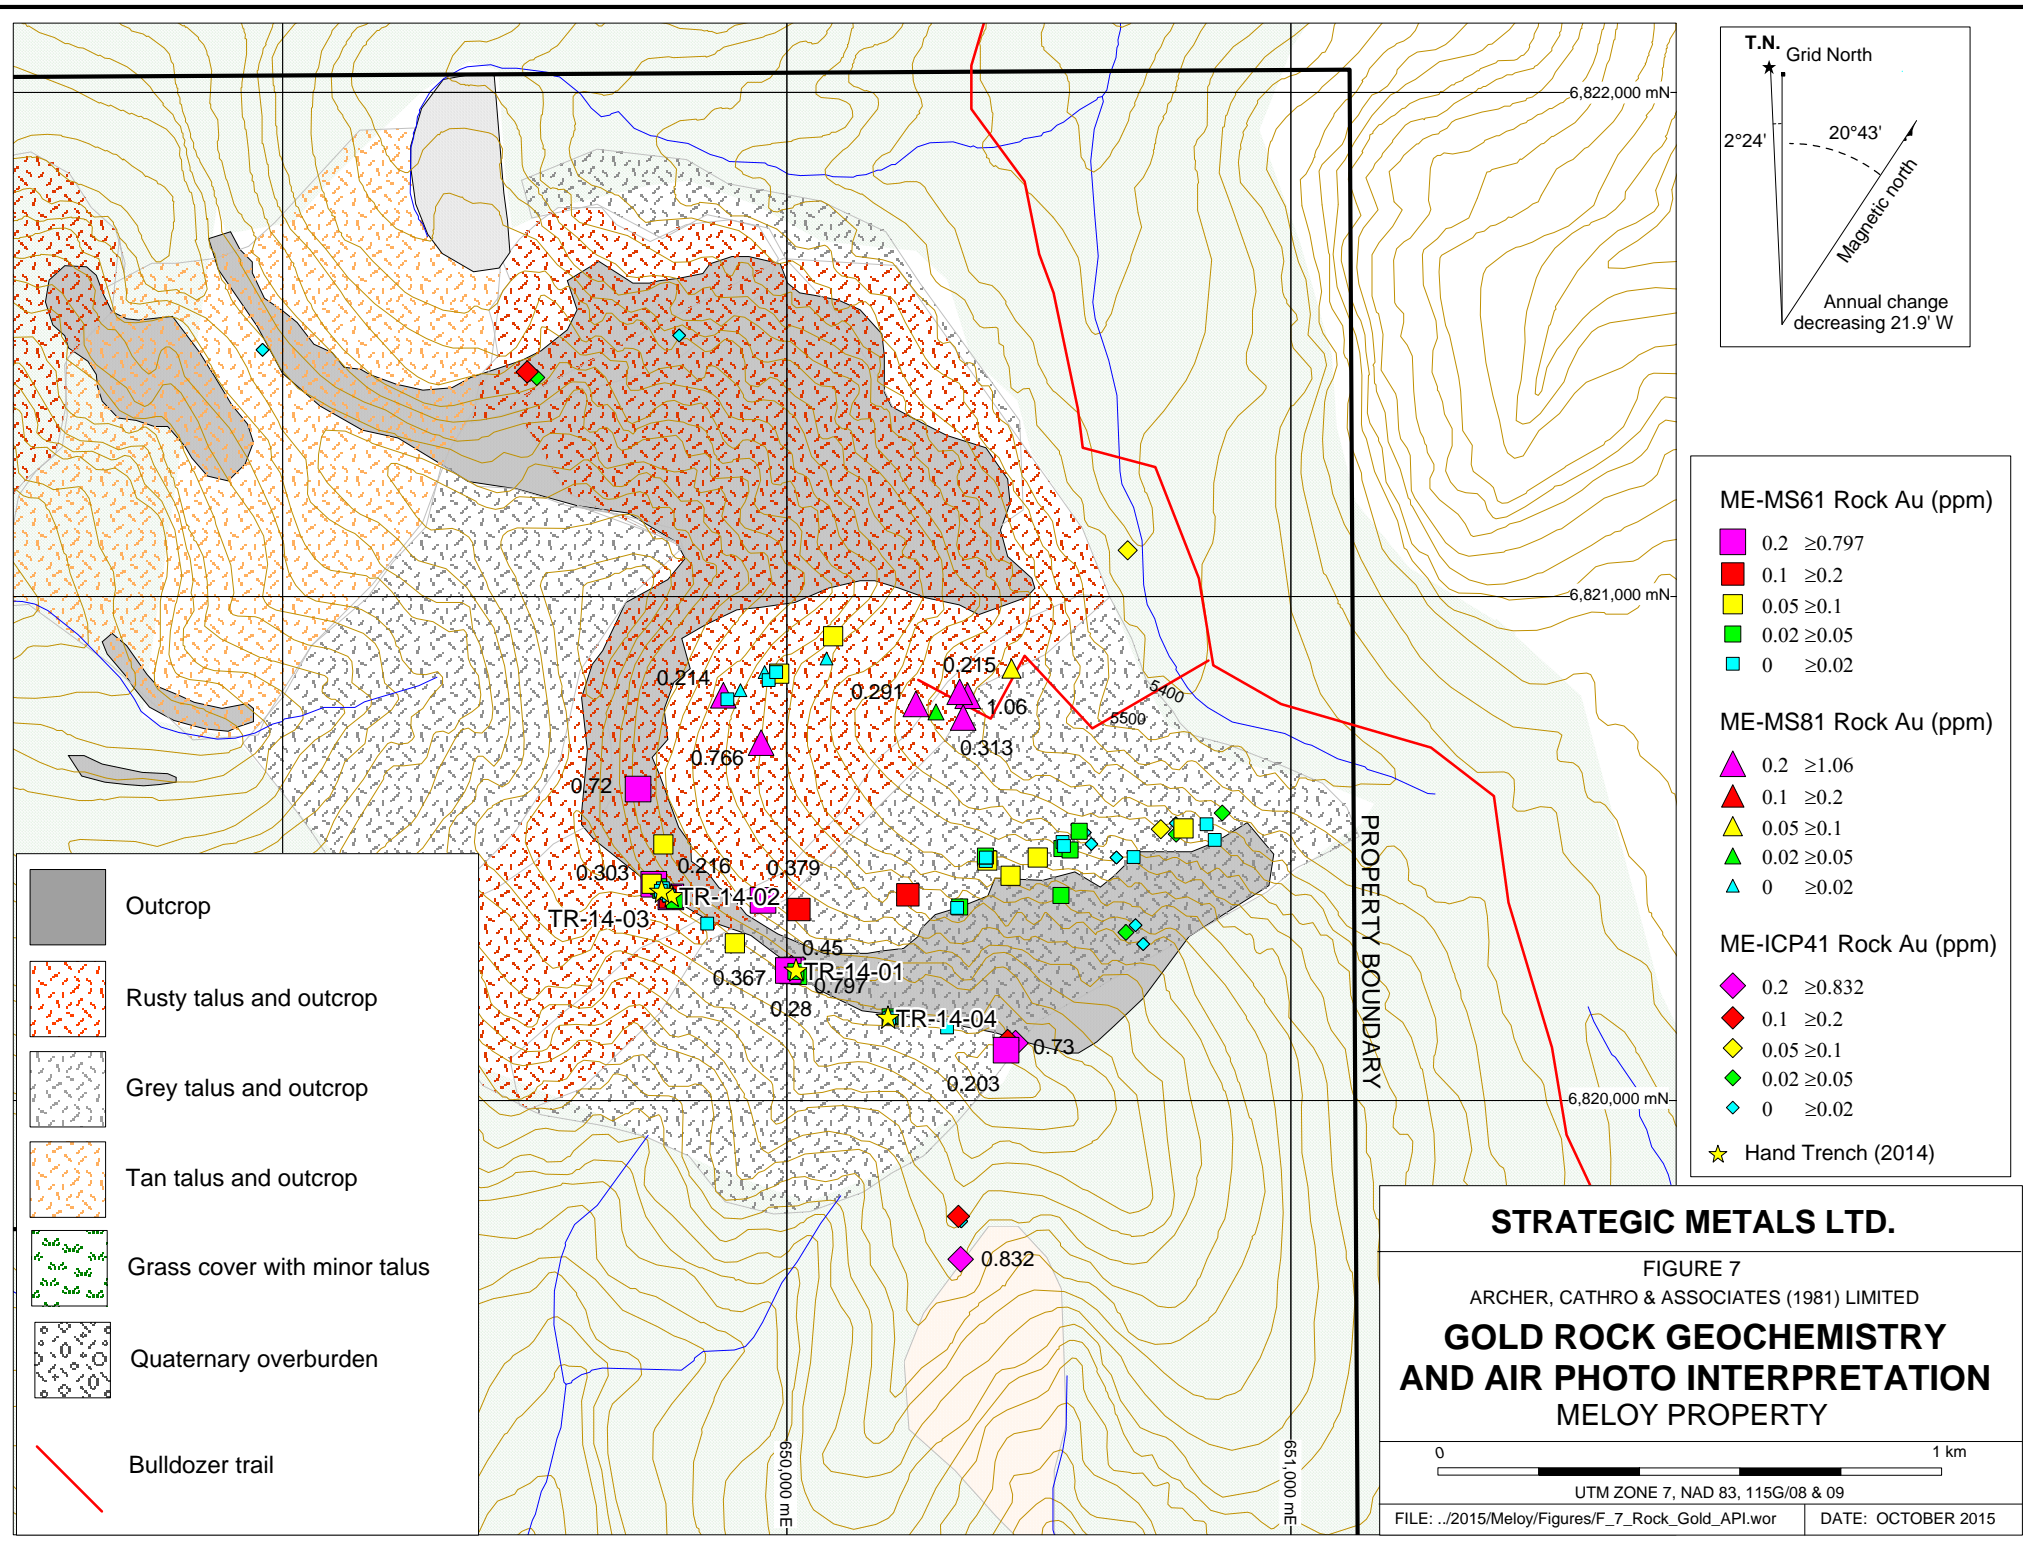 T.N.
Grid North
2°24'
20°43'
Magnetic north
Annual change
decreasing 21.9' W
6,822,000 mN
6,821,000 mN
6,820,000 mN
650,000 mE
651,000 mE
PROPERTY BOUNDARY
5400
5500
0.214
0.215
0.291
1.06
0.313
0.766
0.72
0.216
0.379
0.303
TR-14-02
TR-14-03
0.45
TR-14-01
0.367
0.797
0.28
TR-14-04
0.73
0.203
0.832
ME-MS61 Rock Au (ppm)
0.2 ≥0.797
0.1 ≥0.2
0.05 ≥0.1
0.02 ≥0.05
0 ≥0.02
ME-MS81 Rock Au (ppm)
0.2 ≥1.06
0.1 ≥0.2
0.05 ≥0.1
0.02 ≥0.05
0 ≥0.02
ME-ICP41 Rock Au (ppm)
0.2 ≥0.832
0.1 ≥0.2
0.05 ≥0.1
0.02 ≥0.05
0 ≥0.02
Hand Trench (2014)
Outcrop
Rusty talus and outcrop
Grey talus and outcrop
Tan talus and outcrop
Grass cover with minor talus
Quaternary overburden
Bulldozer trail
STRATEGIC METALS LTD.
FIGURE 7
ARCHER, CATHRO & ASSOCIATES (1981) LIMITED
GOLD ROCK GEOCHEMISTRY
AND AIR PHOTO INTERPRETATION
MELOY PROPERTY
0 1 km
UTM ZONE 7, NAD 83, 115G/08 & 09
FILE: ../2015/Meloy/Figures/F_7_Rock_Gold_API.wor
DATE: OCTOBER 2015